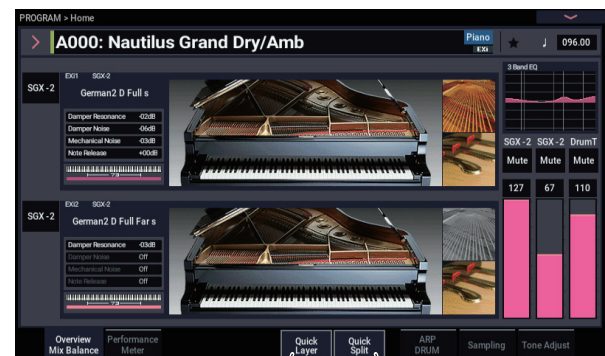 PROGRAM > Home
A000: Nautilus Grand Dry/Amb
Piano
EXi
♩ 096.00
SGX-2
EXI1 SGX-2
German2 D Full s
Damper Resonance -02dB
Damper Noise -06dB
Mechanical Noise -03dB
Note Release +00dB
73
SGX-2
EXI2 SGX-2
German2 D Full Far s
Damper Resonance -03dB
Damper Noise Off
Mechanical Noise Off
Note Release Off
73
3 Band EQ
SGX-2 SGX-2 DrumT
Mute Mute Mute
127 67 110
Overview
Mix Balance
Performance
Meter
Quick
Layer
Quick
Split
ARP
DRUM
Sampling
Tone Adjust